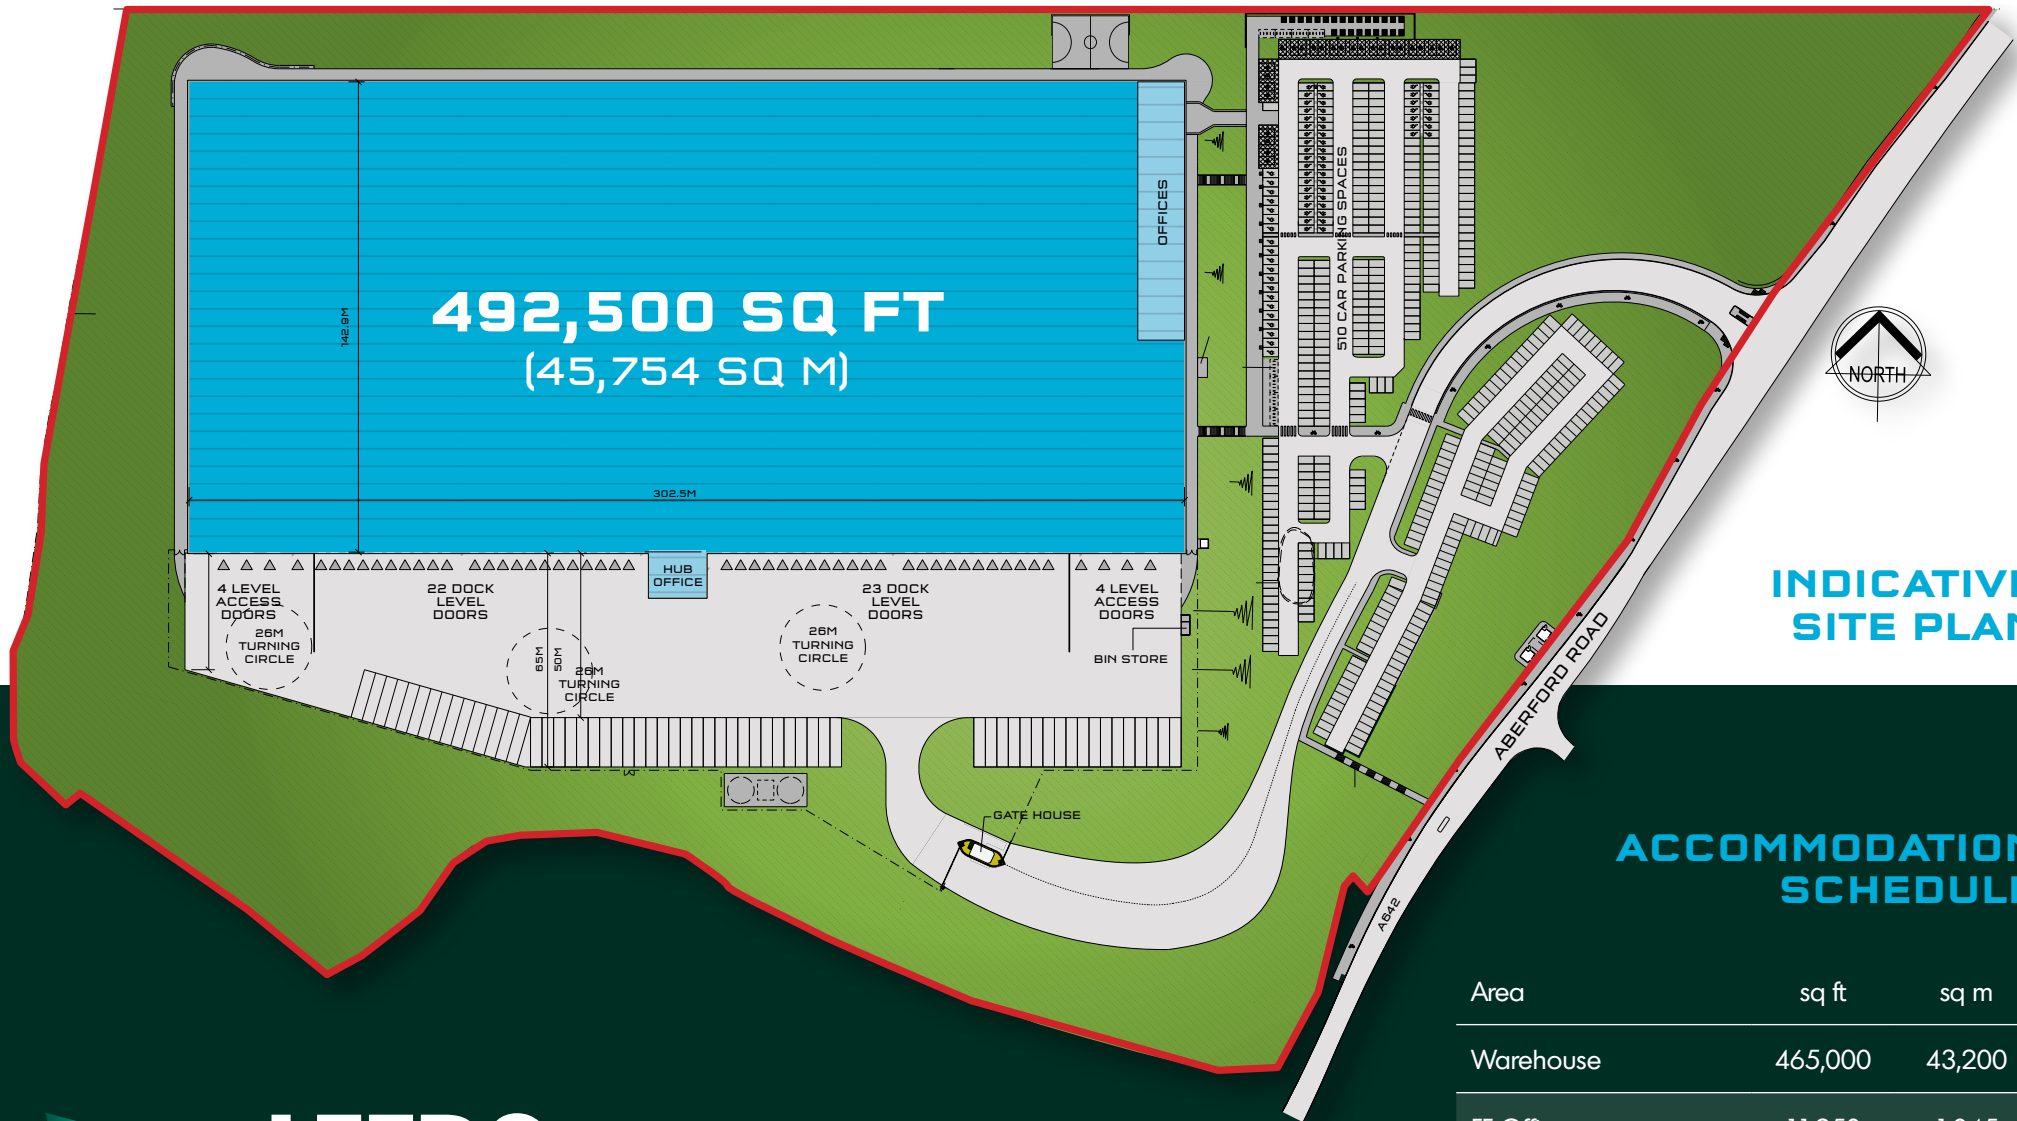 OFFICES
510 CAR PARKING SPACES
142.9M
492,500 SQ FT
(45,754 SQ M)
NORTH
302.5M
HUB
OFFICE
4 LEVEL
ACCESS
DOORS
22 DOCK
LEVEL
DOORS
23 DOCK
LEVEL
DOORS
4 LEVEL
ACCESS
DOORS
26M
TURNING
CIRCLE
65M
50M
26M
TURNING
CIRCLE
26M
TURNING
CIRCLE
BIN STORE
INDICATIVE
SITE PLAN
ABERFORD ROAD
GATE HOUSE
A642
ACCOMMODATION
SCHEDULE
Area sq ft sq m
Warehouse 465,000 43,200
LEEDS